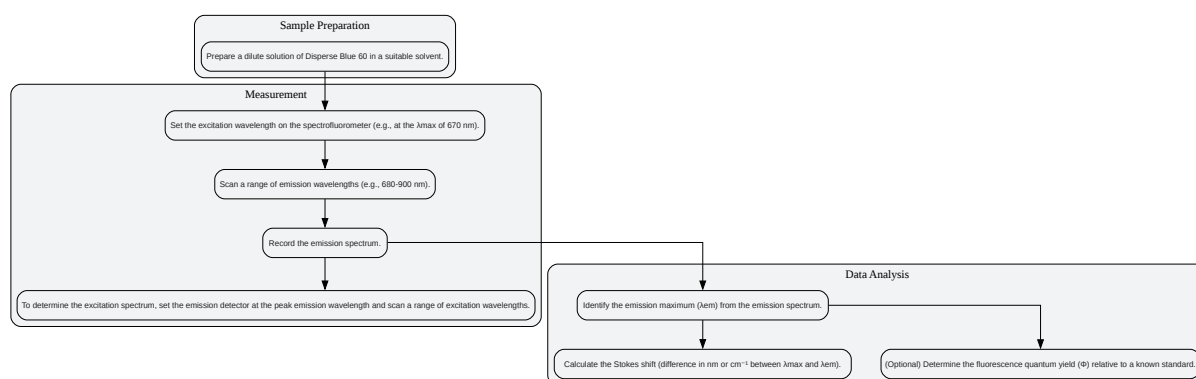 Sample Preparation
Prepare a dilute solution of Disperse Blue 60 in a suitable solvent.
Measurement
Set the excitation wavelength on the spectrofluorometer (e.g., at the λmax of 670 nm).
Scan a range of emission wavelengths (e.g., 680-900 nm).
Record the emission spectrum.
To determine the excitation spectrum, set the emission detector at the peak emission wavelength and scan a range of excitation wavelengths.
Data Analysis
Identify the emission maximum (λem) from the emission spectrum.
Calculate the Stokes shift (difference in nm or cm⁻¹ between λmax and λem).
(Optional) Determine the fluorescence quantum yield (Φ) relative to a known standard.